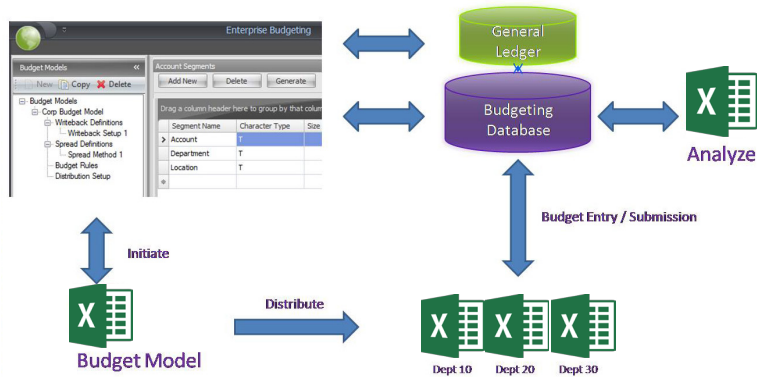 Enterprise Budgeting
Budget Models «
New Copy Delete
Budget Models
Corp Budget Model
Writeback Definitions
Writeback Setup 1
Spread Definitions
Spread Method 1
Budget Rules
Distribution Setup
Account Segments
Add New Delete Generate
Drag a column header here to group by that colum
Segment Name Character Type Size
Account T
Department T
Location T
General
Ledger
Budgeting
Database
X
Analyze
Budget Entry / Submission
Initiate
X
Budget Model
Distribute
X X X
Dept 10 Dept 20 Dept 30